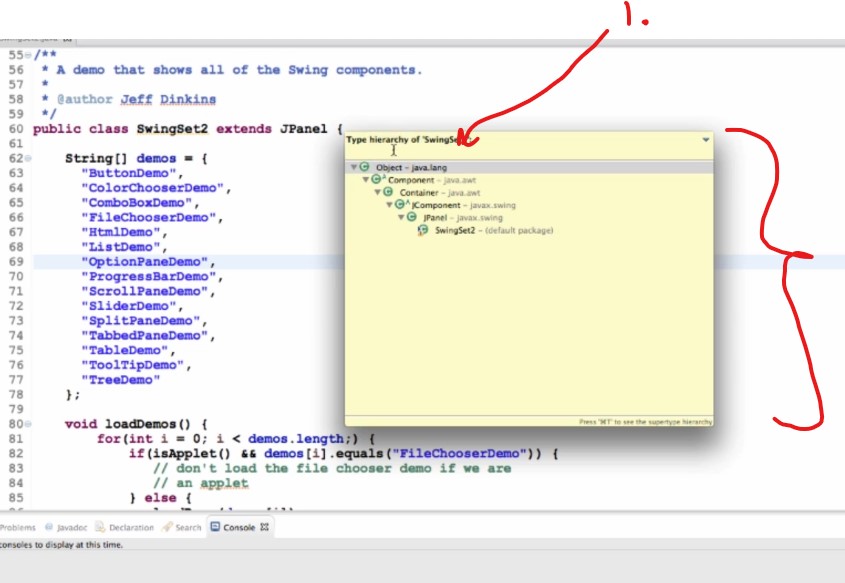 1.
55 /**
56 * A demo that shows all of the Swing components.
57 *
58 * @author Jeff Dinkins
59 */
60 public class SwingSet2 extends JPanel {
61
62 String[] demos = {
63 "ButtonDemo",
64 "ColorChooserDemo",
65 "ComboBoxDemo",
66 "FileChooserDemo",
67 "HtmlDemo",
68 "ListDemo",
69 "OptionPaneDemo",
70 "ProgressBarDemo",
71 "ScrollPaneDemo",
72 "SliderDemo",
73 "SplitPaneDemo",
74 "TabbedPaneDemo",
75 "TableDemo",
76 "ToolTipDemo",
77 "TreeDemo"
78 };
79
80 void loadDemos() {
81 for(int i = 0; i < demos.length;) {
82 if(isApplet() && demos[i].equals("FileChooserDemo")) {
83 // don't load the file chooser demo if we are
84 // an applet
85 } else {
Type hierarchy of 'SwingSet2':
Object – java.lang
Component – java.awt
Container – java.awt
JComponent – javax.swing
JPanel – javax.swing
SwingSet2 – (default package)
Press '⌘T' to see the supertype hierarchy
Problems Javadoc Declaration Search Console
consoles to display at this time.